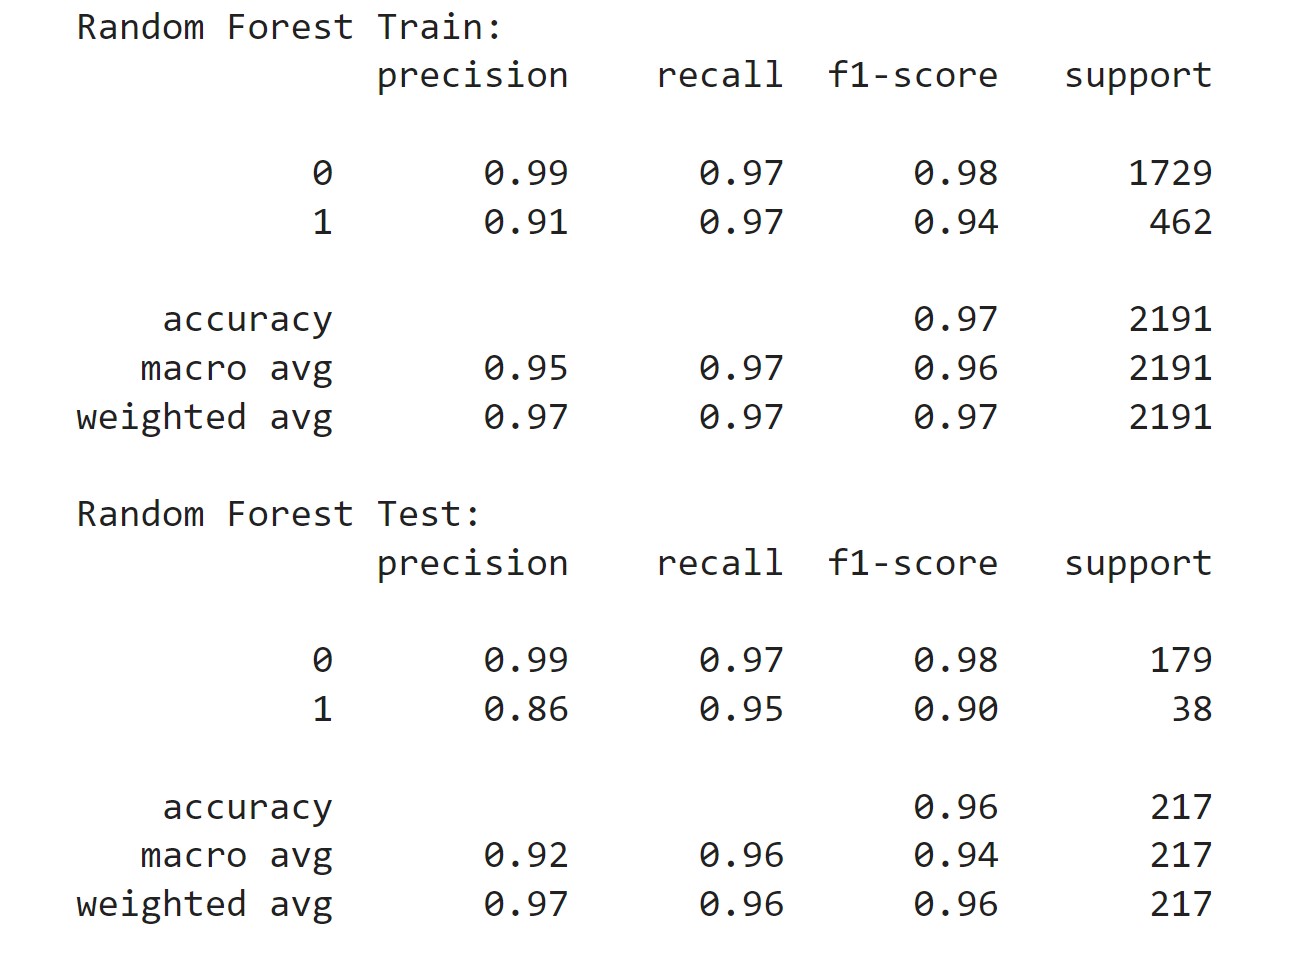 Random Forest Train:
precision recall f1-score support
0 0.99 0.97 0.98 1729
1 0.91 0.97 0.94 462
accuracy 0.97 2191
macro avg 0.95 0.97 0.96 2191
weighted avg 0.97 0.97 0.97 2191
Random Forest Test:
precision recall f1-score support
0 0.99 0.97 0.98 179
1 0.86 0.95 0.90 38
accuracy 0.96 217
macro avg 0.92 0.96 0.94 217
weighted avg 0.97 0.96 0.96 217